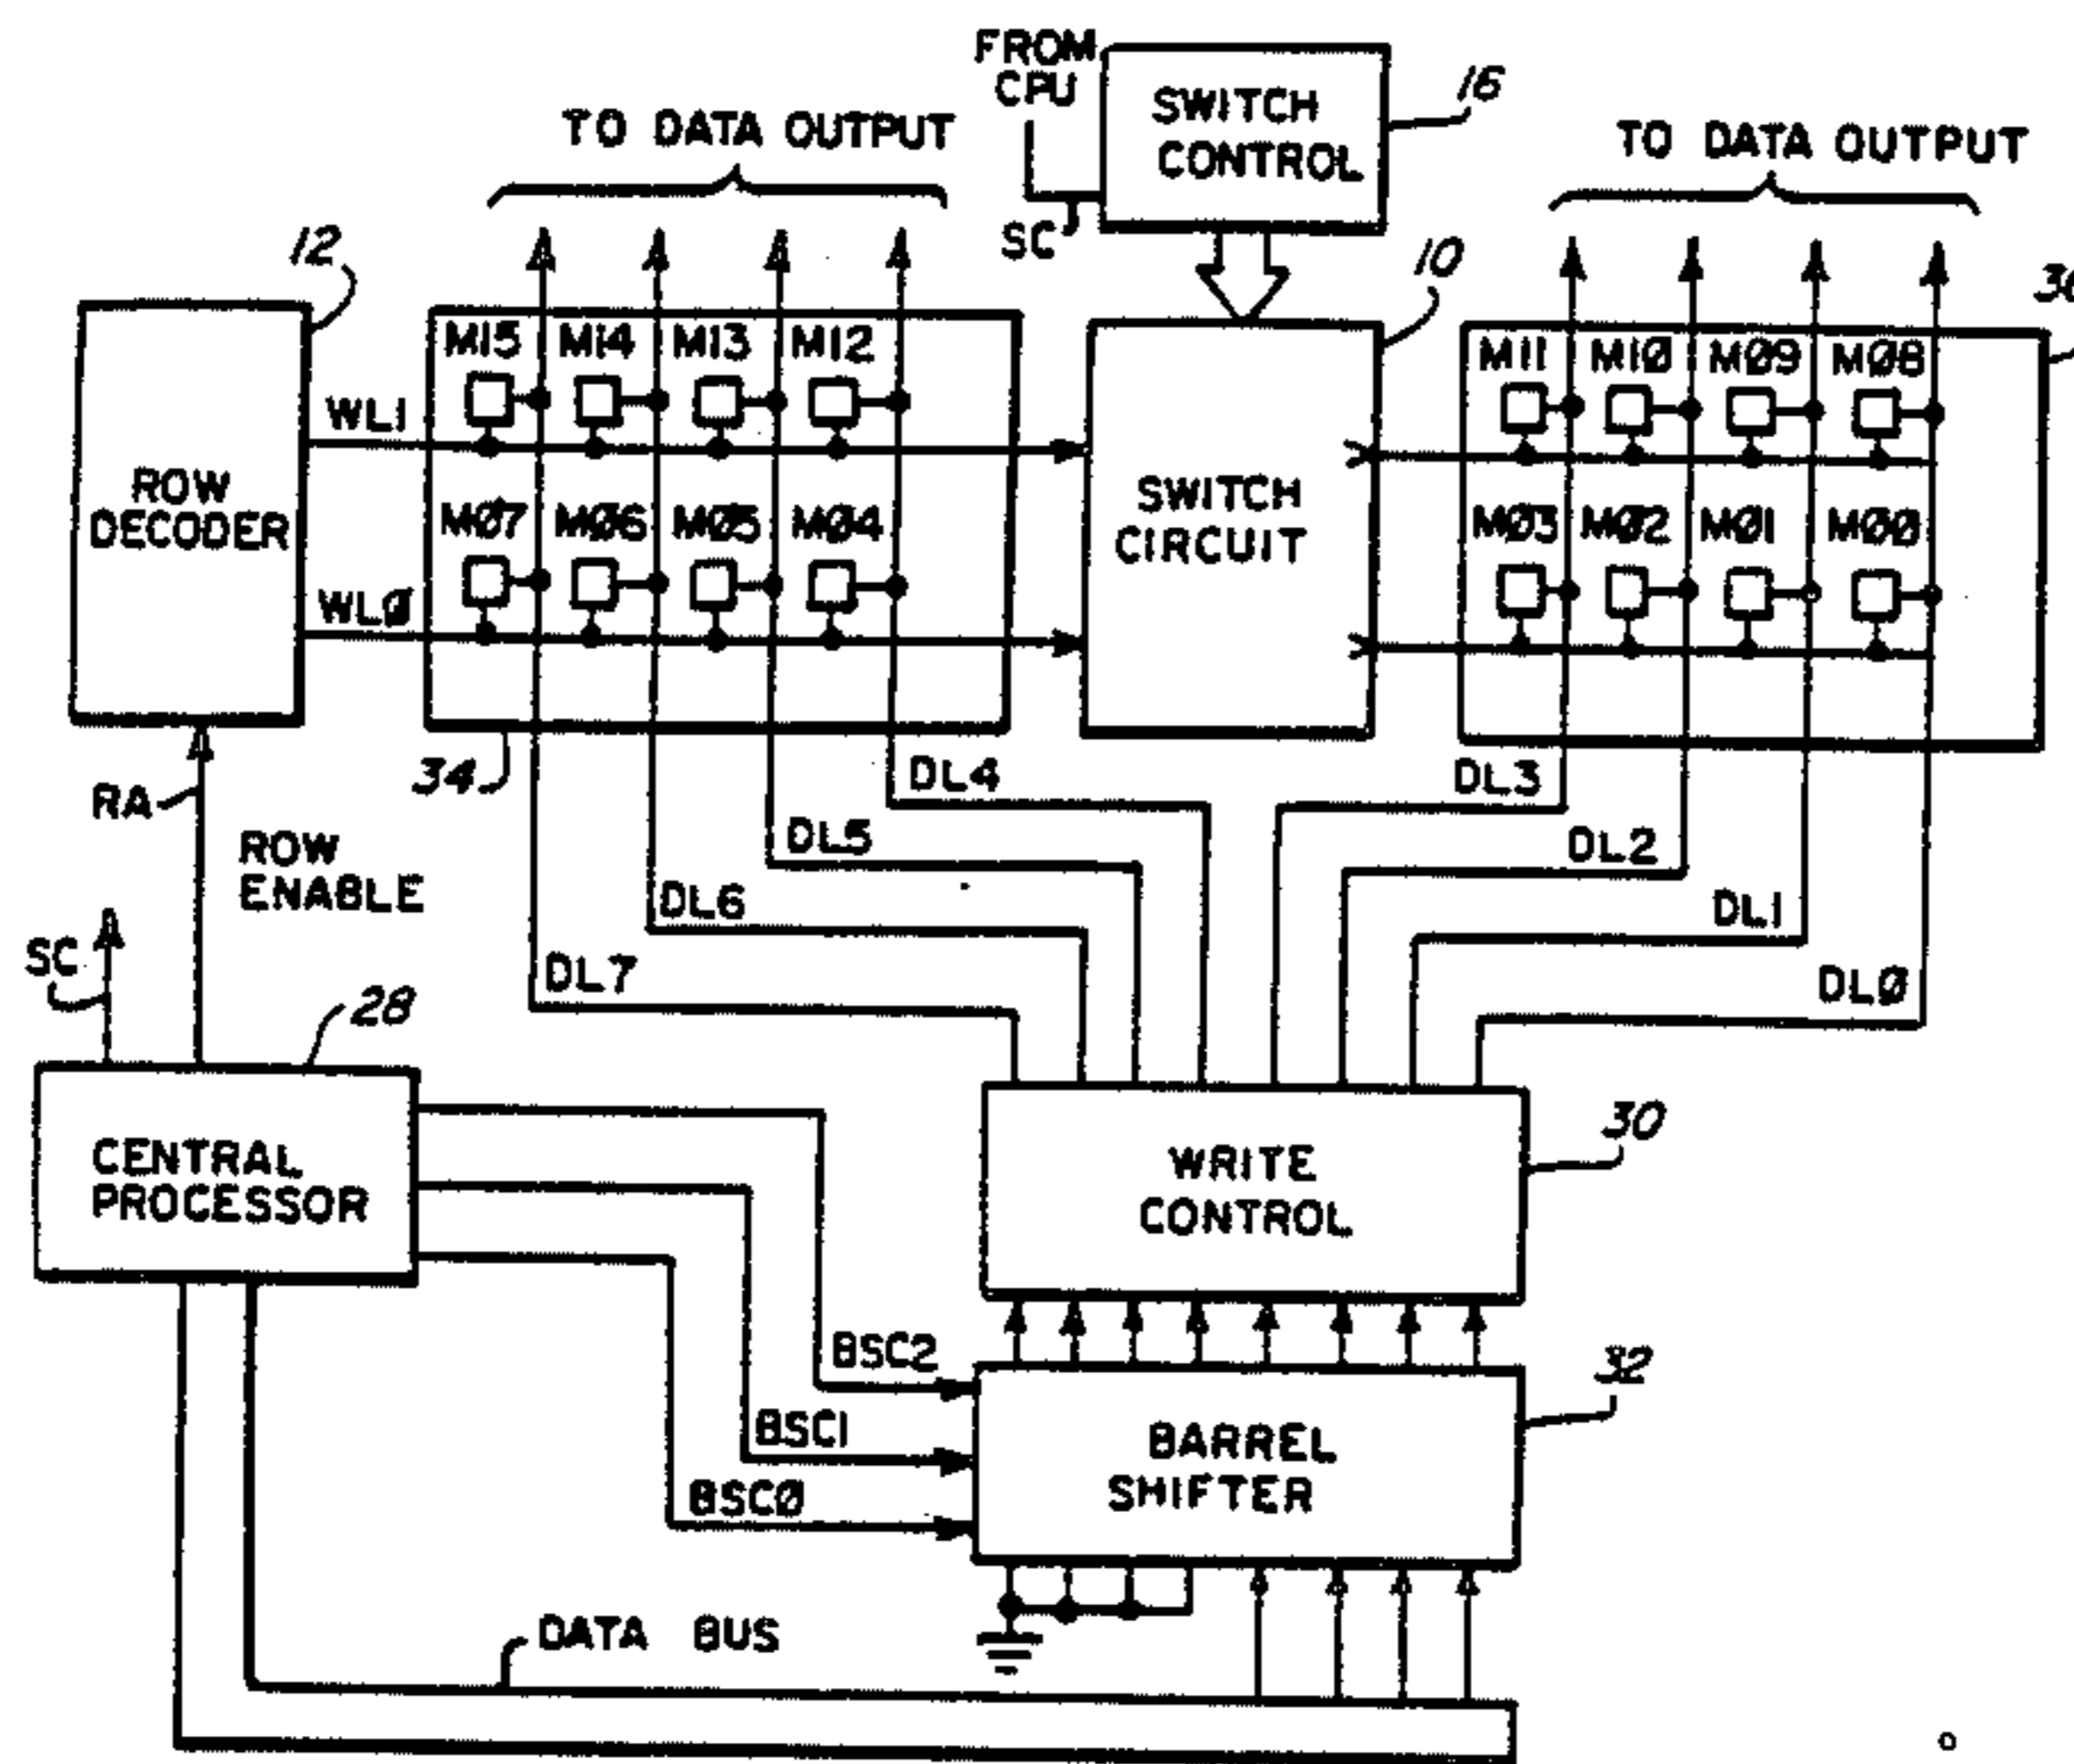 FROM
CPU
SWITCH
CONTROL
16
TO DATA OUTPUT
TO DATA OUTPUT
SC
12
10
M15 M14 M13 M12
M11 M10 M09 M08
WL1
ROW
DECODER
SWITCH
CIRCUIT
M07 M06 M05 M04
M03 M02 M01 M00
WL0
34
DL4
DL3
RA
DL5
DL2
ROW
ENABLE
DL6
DL1
SC
DL7
DL0
28
CENTRAL
PROCESSOR
WRITE
CONTROL
30
BSC2
32
BSC1
BARREL
SHIFTER
BSC0
DATA BUS